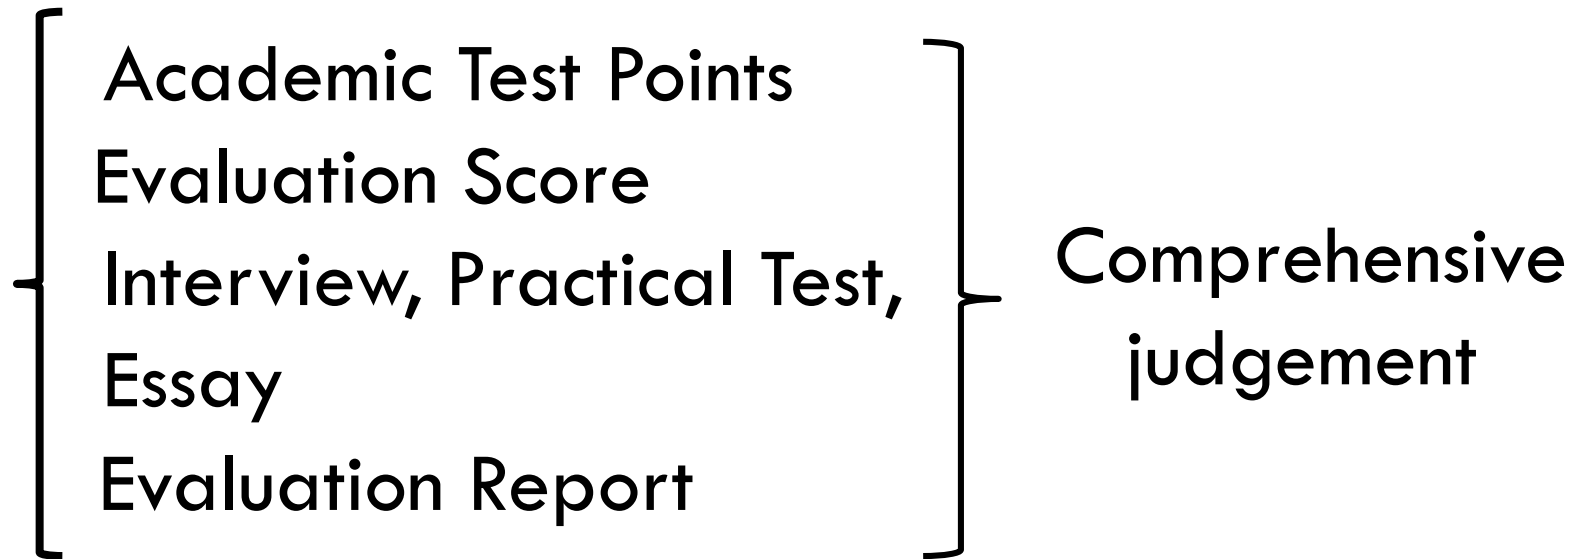 Academic Test Points
Evaluation Score
Interview, Practical Test,
Essay
Evaluation Report
Comprehensive
judgement